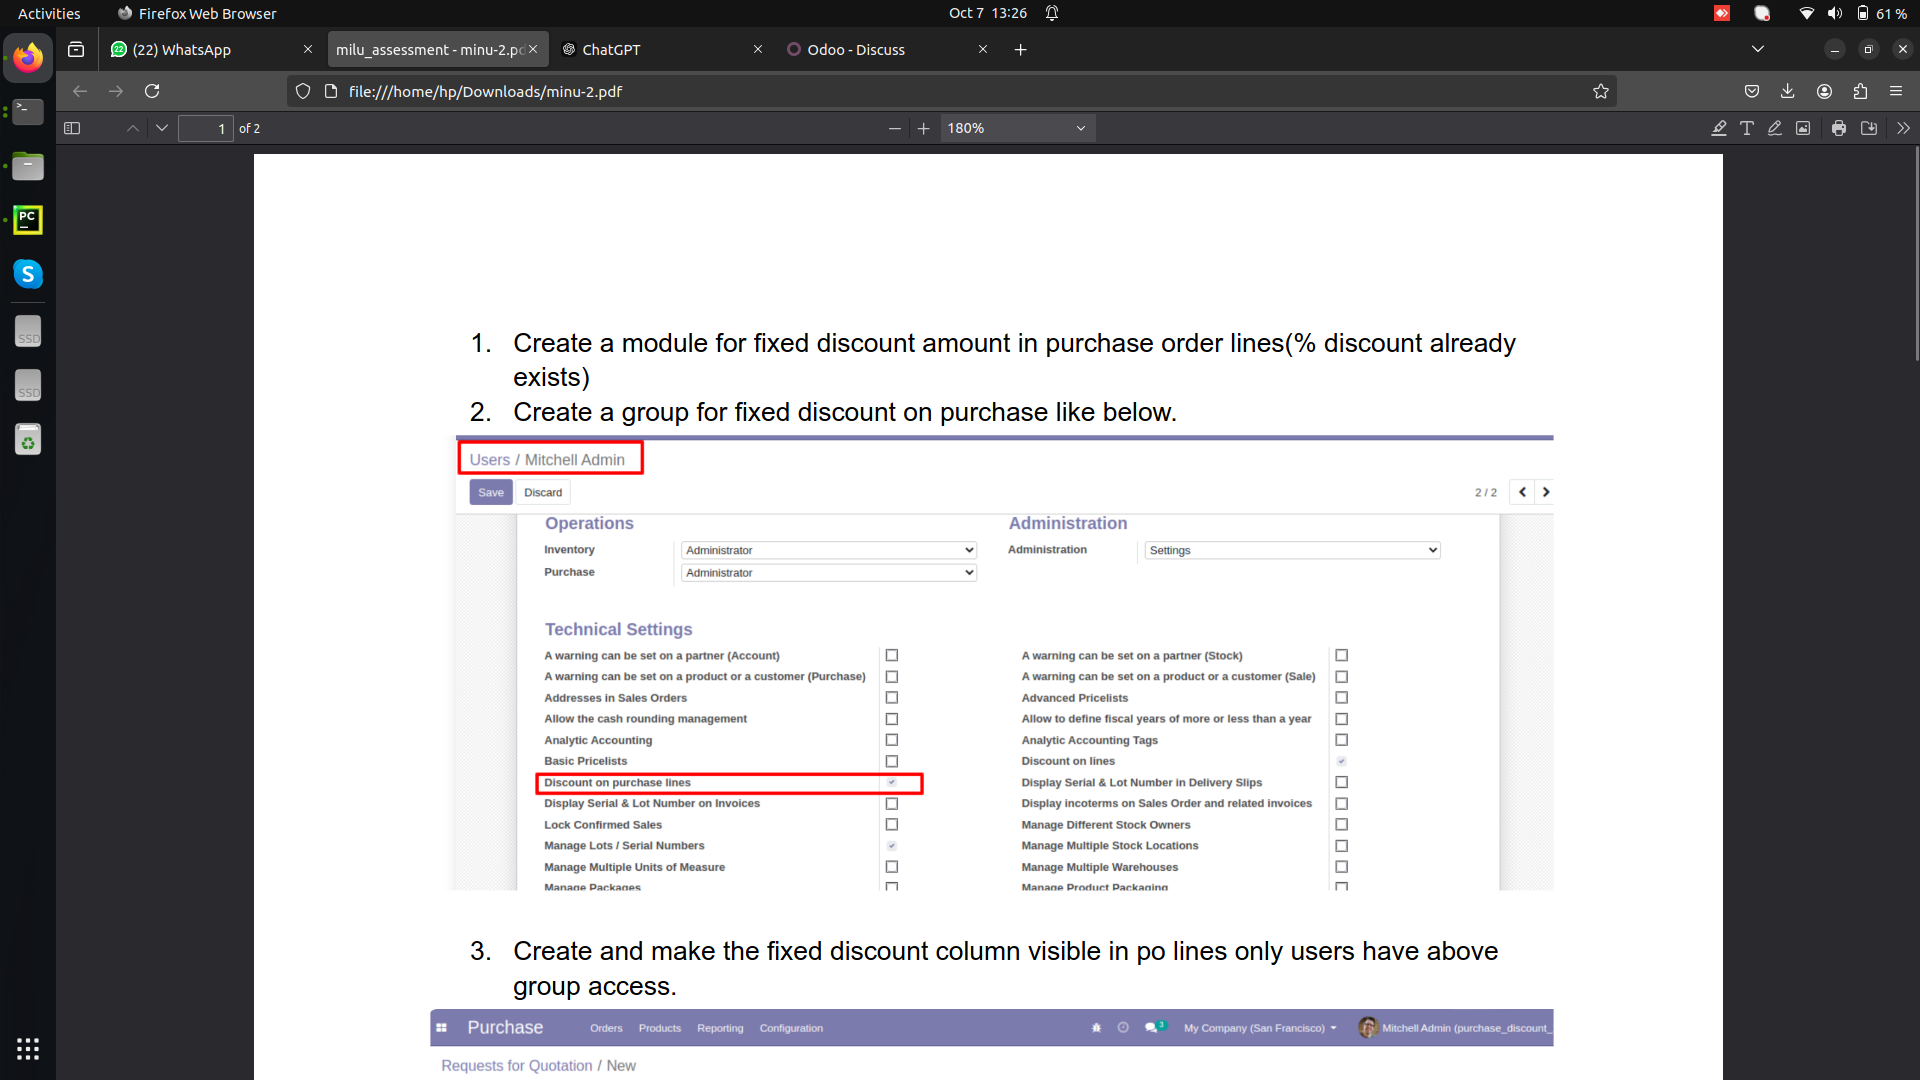 Activities
Firefox Web Browser
Oct 7 13:26
61 %
(22) WhatsApp
milu_assessment - minu-2.pd
ChatGPT
Odoo - Discuss
file:///home/hp/Downloads/minu-2.pdf
1
of 2
180%
1. Create a module for fixed discount amount in purchase order lines(% discount already
exists)
2. Create a group for fixed discount on purchase like below.
Users / Mitchell Admin
Save
Discard
2 / 2
Operations
Administration
Inventory
Administrator
Administration
Settings
Purchase
Administrator
Technical Settings
A warning can be set on a partner (Account)
A warning can be set on a partner (Stock)
A warning can be set on a product or a customer (Purchase)
A warning can be set on a product or a customer (Sale)
Addresses in Sales Orders
Advanced Pricelists
Allow the cash rounding management
Allow to define fiscal years of more or less than a year
Analytic Accounting
Analytic Accounting Tags
Basic Pricelists
Discount on lines
Discount on purchase lines
Display Serial & Lot Number in Delivery Slips
Display Serial & Lot Number on Invoices
Display incoterms on Sales Order and related invoices
Lock Confirmed Sales
Manage Different Stock Owners
Manage Lots / Serial Numbers
Manage Multiple Stock Locations
Manage Multiple Units of Measure
Manage Multiple Warehouses
Manage Packages
Manage Product Packaging
3. Create and make the fixed discount column visible in po lines only users have above
group access.
Purchase
Orders
Products
Reporting
Configuration
3
My Company (San Francisco)
Mitchell Admin (purchase_discount_
Requests for Quotation / New
SSD
SSD
PC
S
22